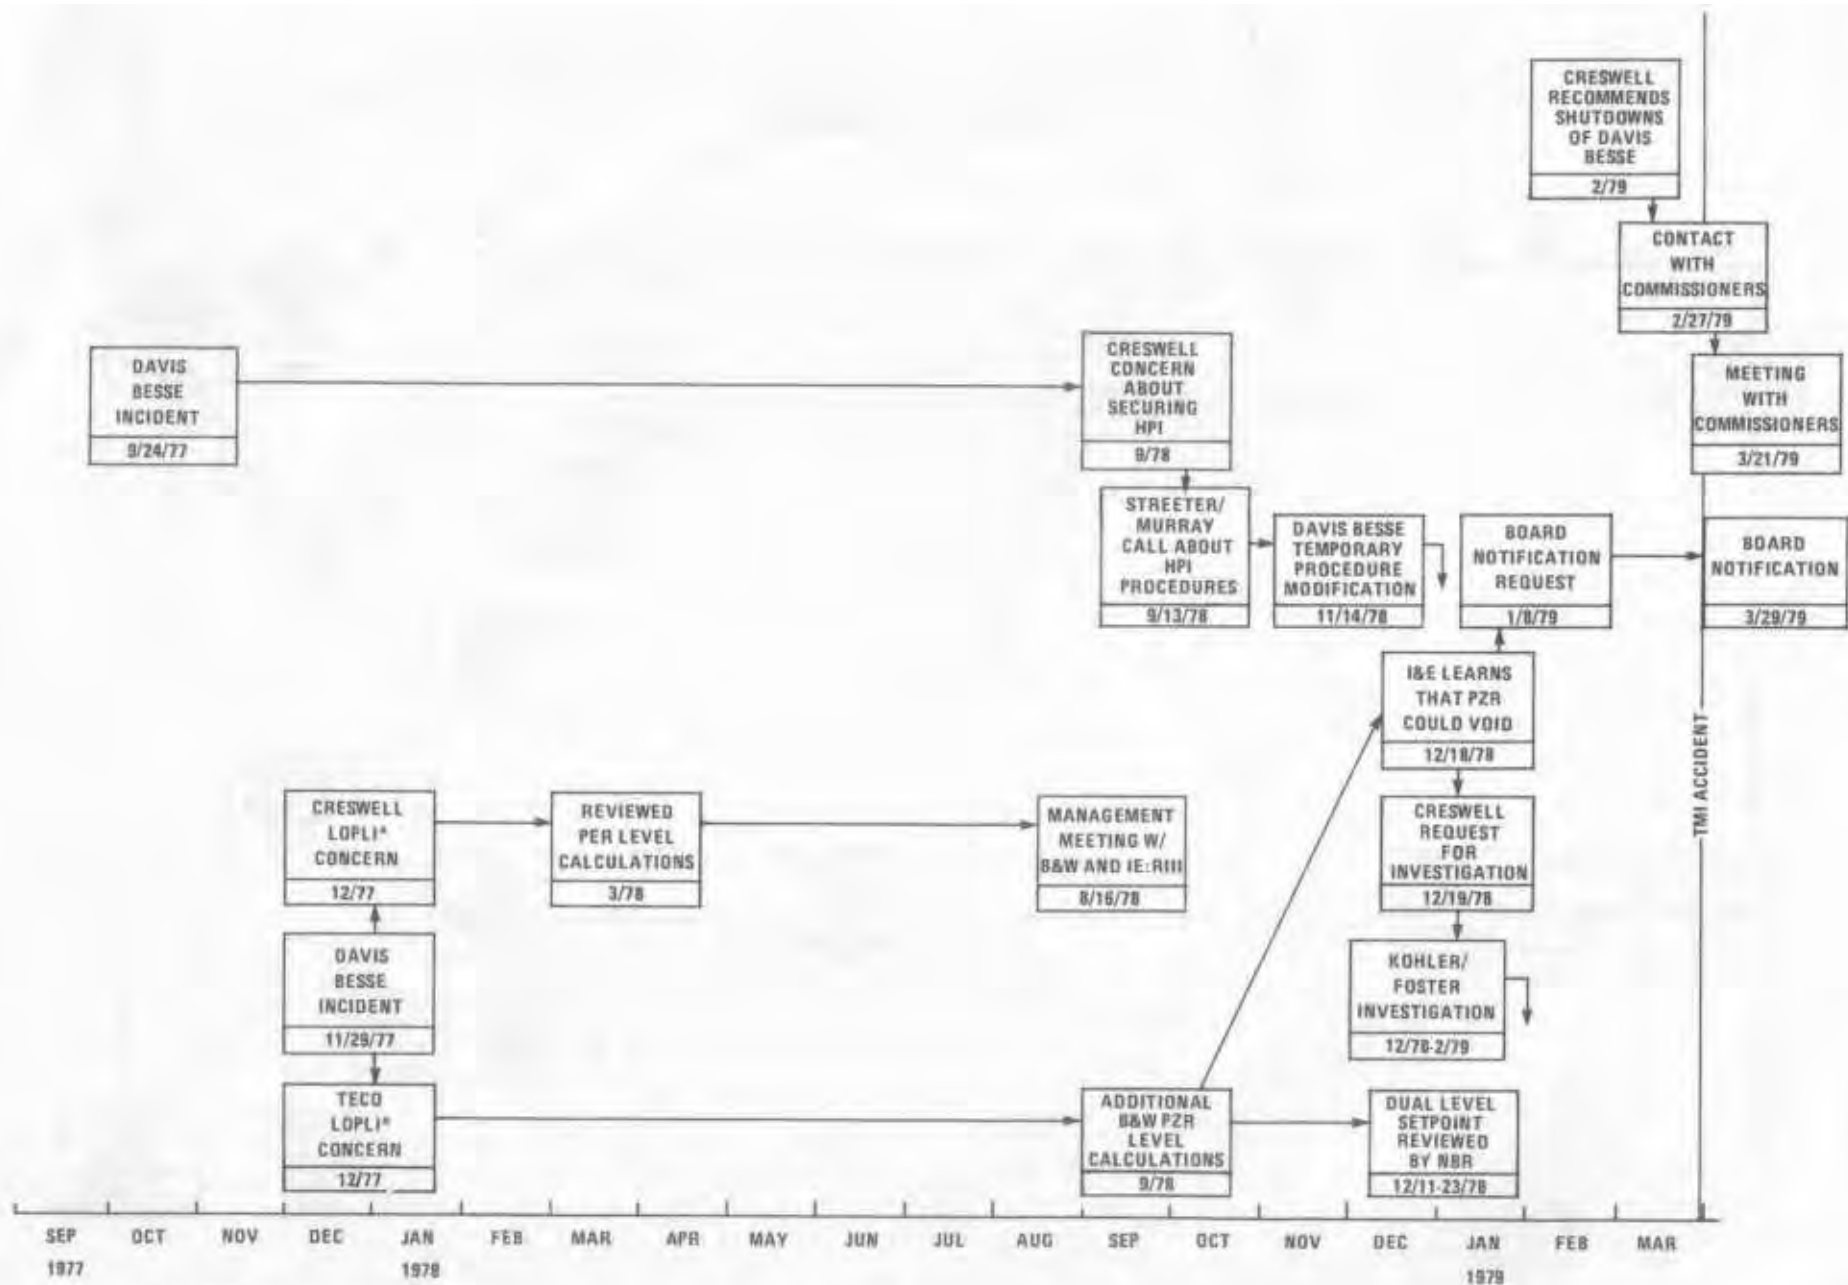 CRESWELL
RECOMMENDS
SHUTDOWNS
OF DAVIS
BESSE
2/79
CONTACT
WITH
COMMISSIONERS
2/27/79
MEETING
WITH
COMMISSIONERS
3/21/79
DAVIS
BESSE
INCIDENT
9/24/77
CRESWELL
CONCERN
ABOUT
SECURING
HPI
9/78
STREETER/
MURRAY
CALL ABOUT
HPI
PROCEDURES
9/13/78
DAVIS BESSE
TEMPORARY
PROCEDURE
MODIFICATION
11/14/78
BOARD
NOTIFICATION
REQUEST
1/8/79
BOARD
NOTIFICATION
3/29/79
I&E LEARNS
THAT PZR
COULD VOID
12/18/78
CRESWELL
LOPLI*
CONCERN
12/77
REVIEWED
PER LEVEL
CALCULATIONS
3/78
MANAGEMENT
MEETING W/
B&W AND IE:RIII
8/16/78
CRESWELL
REQUEST
FOR
INVESTIGATION
12/19/78
TMI ACCIDENT
DAVIS
BESSE
INCIDENT
11/29/77
KOHLER/
FOSTER
INVESTIGATION
12/78-2/79
TECO
LOPLI*
CONCERN
12/77
ADDITIONAL
B&W PZR
LEVEL
CALCULATIONS
9/78
DUAL LEVEL
SETPOINT
REVIEWED
BY NBR
12/11-23/78
SEP OCT NOV DEC JAN FEB MAR APR MAY JUN JUL AUG SEP OCT NOV DEC JAN FEB MAR
1977 1978 1979